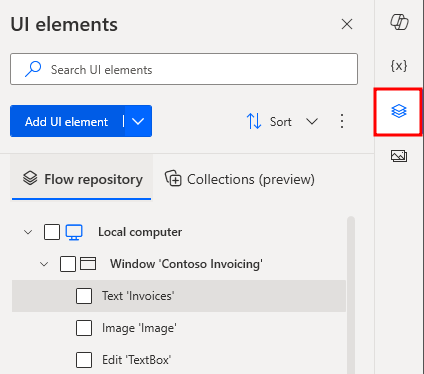 UI elements
Search UI elements
Add UI element
Sort
{x}
Flow repository
Collections (preview)
Local computer
Window 'Contoso Invoicing'
Text 'Invoices'
Image 'Image'
Edit 'TextBox'